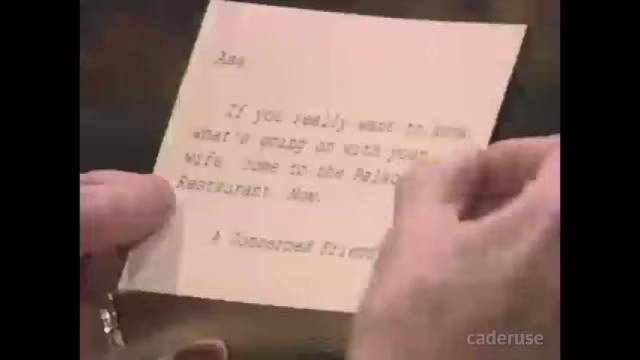 Asa
If you really want to know
what's going on with your
wife come to the Palace
Restaurant Now.
A Concerned Friend
caderuse